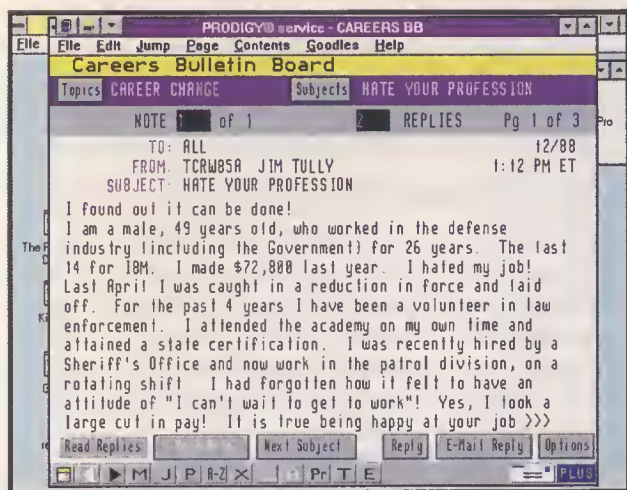 PRODIGY® service - CAREERS BB
File
File Edit Jump Page Contents Goodies Help
Careers Bulletin Board
Topics CAREER CHANGE Subjects HATE YOUR PROFESSION
NOTE 1 of 1 2 REPLIES Pg 1 of 3
Pro
TO: ALL 12/08
FROM: TCRW85A JIM TULLY 1:12 PM ET
SUBJECT: HATE YOUR PROFESSION
I found out it can be done!
I am a male, 49 years old, who worked in the defense
industry (including the Government) for 26 years. The last
14 for IBM. I made $72,800 last year. I hated my job!
Last April I was caught in a reduction in force and laid
off. For the past 4 years I have been a volunteer in law
enforcement. I attended the academy on my own time and
attained a state certification. I was recently hired by a
Sheriff's Office and now work in the patrol division, on a
rotating shift I had forgotten how it felt to have an
attitude of "I can't wait to get to work"! Yes, I took a
large cut in pay! It is true being happy at your job >>>
Read Replies Next Subject Reply E-Mail Reply Options
M J P A-Z X Pr T E PLUS